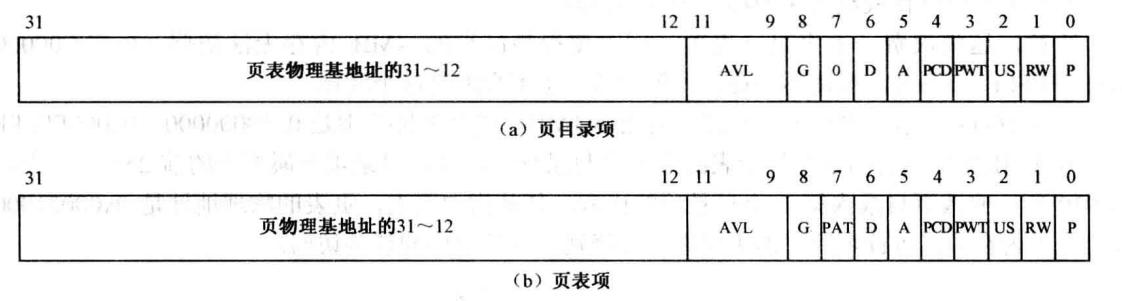 31 12 11 9 8 7 6 5 4 3 2 1 0
页表物理基地址的31～12 AVL G 0 D A PCD PWT US RW P
（a）页目录项
31 12 11 9 8 7 6 5 4 3 2 1 0
页物理基地址的31～12 AVL G PAT D A PCD PWT US RW P
（b）页表项